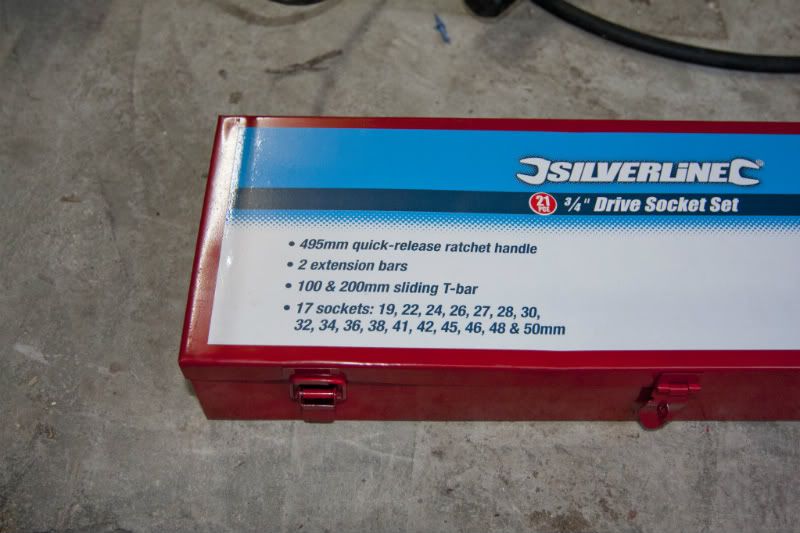 SILVERLINE®
21 PCE 3/4" Drive Socket Set
• 495mm quick-release ratchet handle
• 2 extension bars
• 100 & 200mm sliding T-bar
• 17 sockets: 19, 22, 24, 26, 27, 28, 30,
32, 34, 36, 38, 41, 42, 45, 46, 48 & 50mm